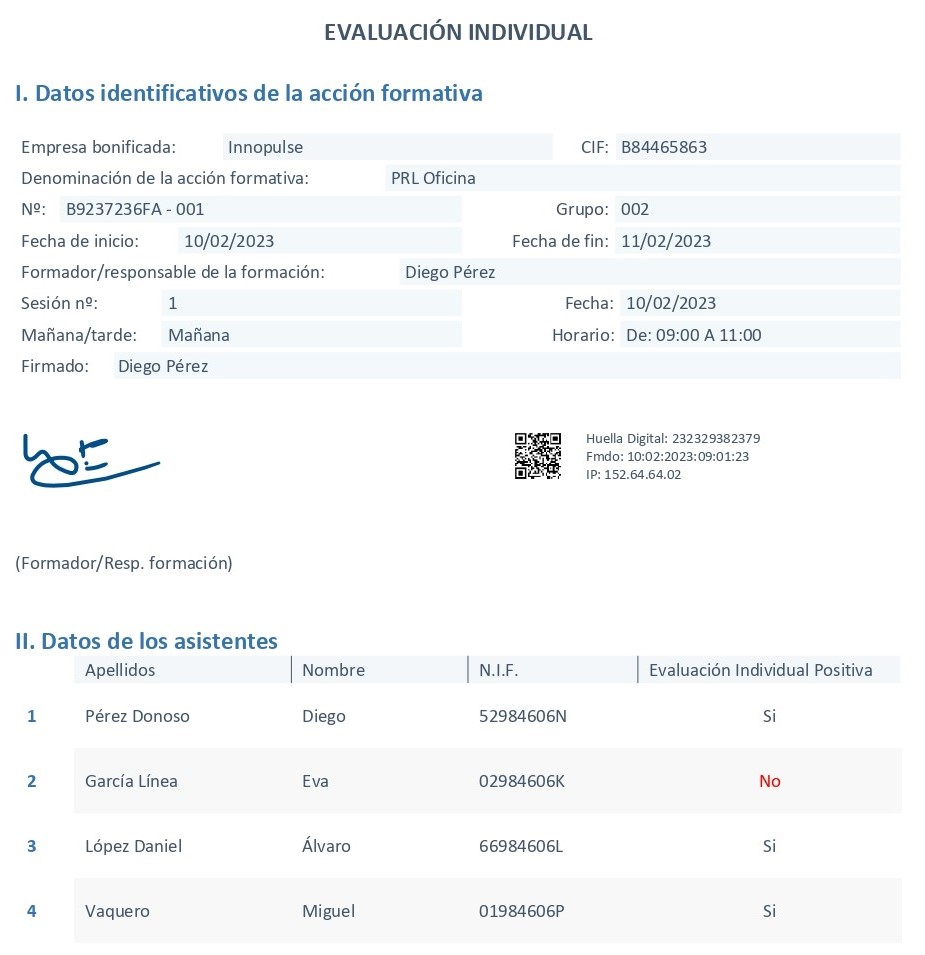 EVALUACIÓN INDIVIDUAL
I. Datos identificativos de la acción formativa
Empresa bonificada: Innopulse CIF: B84465863
Denominación de la acción formativa: PRL Oficina
Nº: B9237236FA - 001 Grupo: 002
Fecha de inicio: 10/02/2023 Fecha de fin: 11/02/2023
Formador/responsable de la formación: Diego Pérez
Sesión nº: 1 Fecha: 10/02/2023
Mañana/tarde: Mañana Horario: De: 09:00 A 11:00
Firmado: Diego Pérez
Huella Digital: 232329382379
Fmdo: 10:02:2023:09:01:23
IP: 152.64.64.02
(Formador/Resp. formación)
II. Datos de los asistentes
Apellidos Nombre N.I.F. Evaluación Individual Positiva
1 Pérez Donoso Diego 52984606N Si
2 García Línea Eva 02984606K No
3 López Daniel Álvaro 66984606L Si
4 Vaquero Miguel 01984606P Si